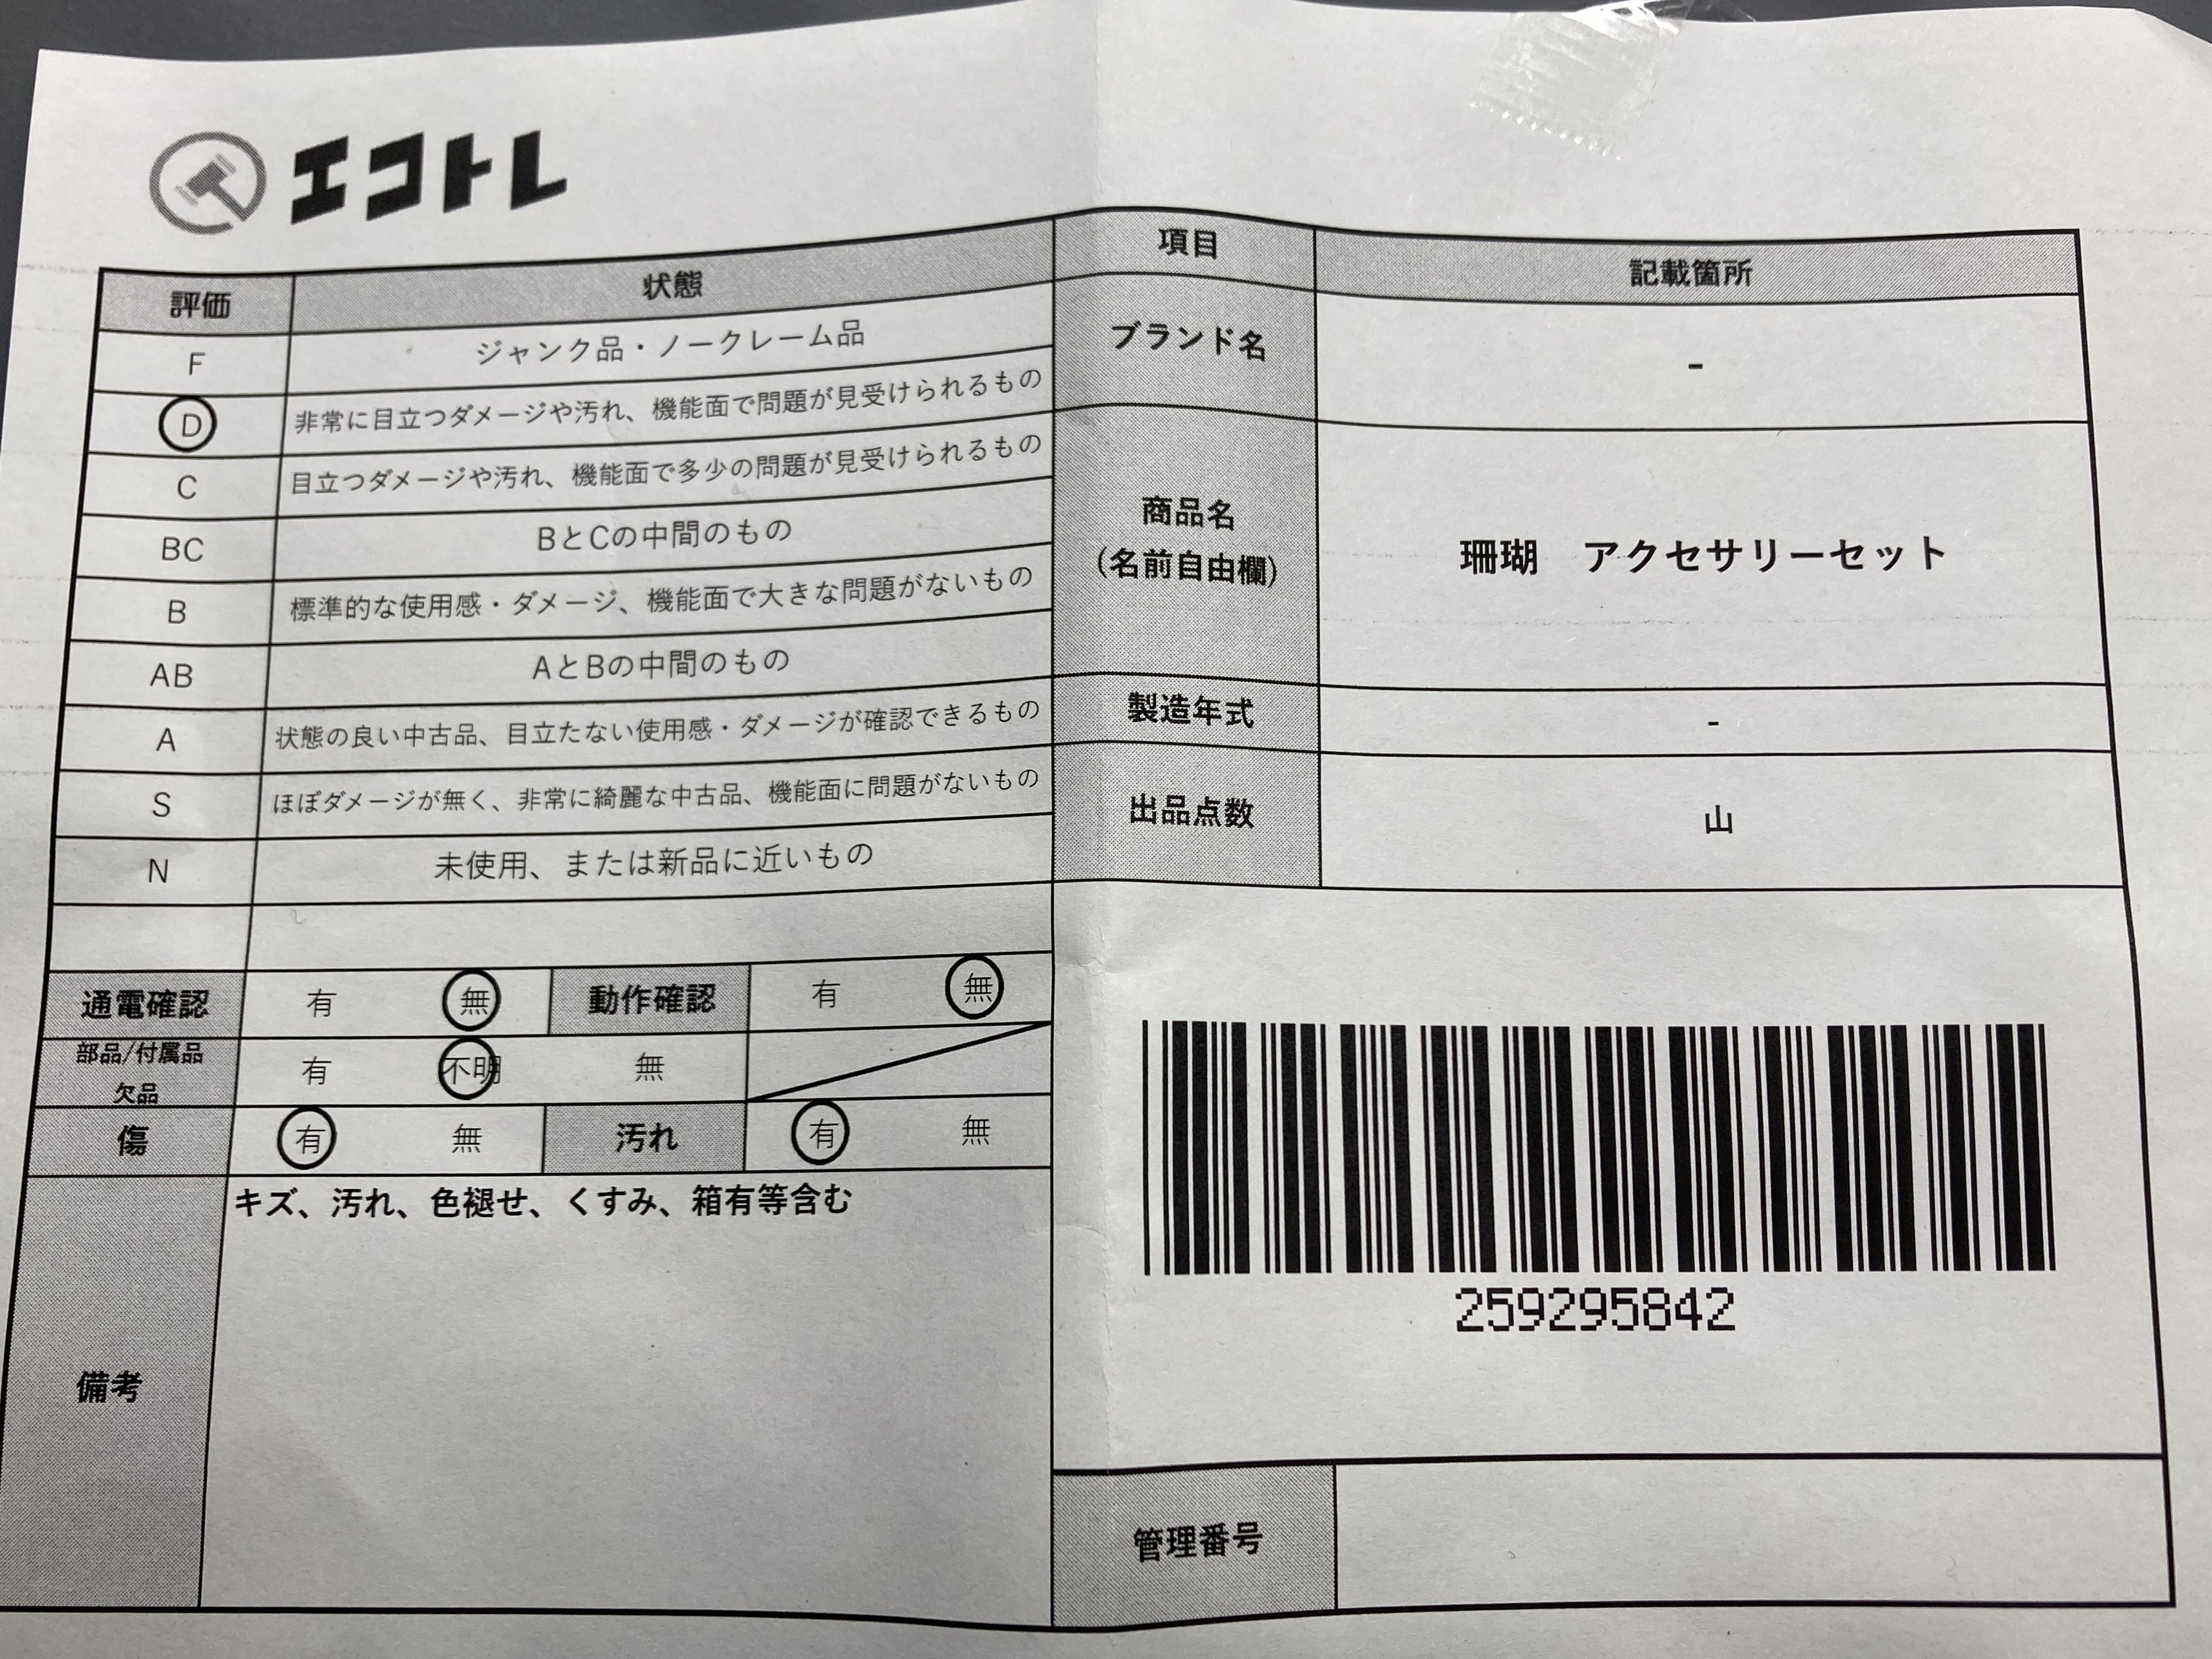 エコトレ
評価 状態
F ジャンク品・ノークレーム品
D 非常に目立つダメージや汚れ、機能面で問題が見受けられるもの
C 目立つダメージや汚れ、機能面で多少の問題が見受けられるもの
BC BとCの中間のもの
B 標準的な使用感・ダメージ、機能面で大きな問題がないもの
AB AとBの中間のもの
A 状態の良い中古品、目立たない使用感・ダメージが確認できるもの
S ほぼダメージが無く、非常に綺麗な中古品、機能面に問題がないもの
N 未使用、または新品に近いもの
通電確認 有 無 動作確認 有 無
部品/付属品
欠品 有 不明 無
傷 有 無 汚れ 有 無
備考 キズ、汚れ、色褪せ、くすみ、箱有等含む
項目 記載箇所
ブランド名 -
商品名
(名前自由欄) 珊瑚　アクセサリーセット
製造年式 -
出品点数 山
259295842
管理番号